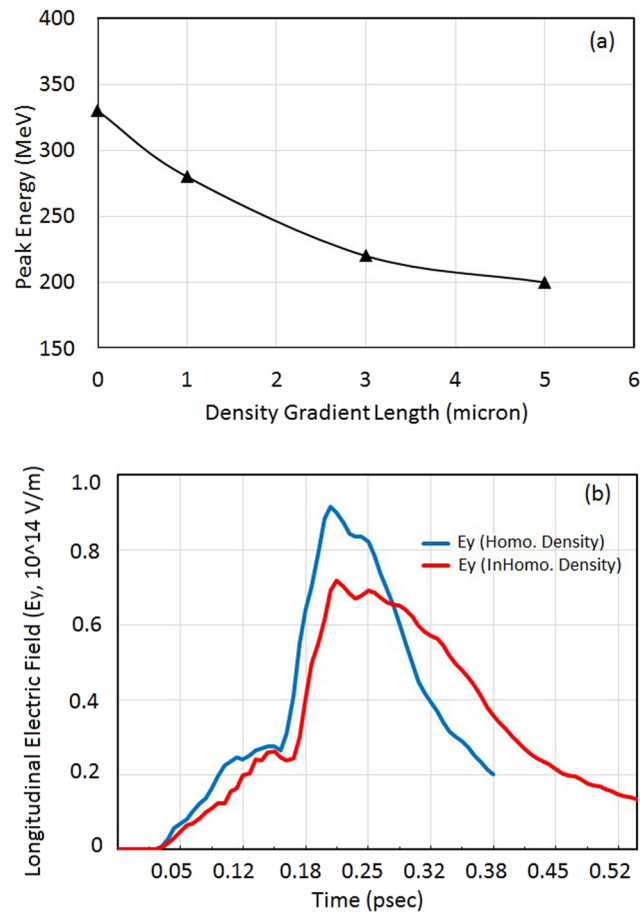 400
(a)
350
300
250
200
150
Peak Energy (MeV)
0 1 2 3 4 5 6
Density Gradient Length (micron)
1.0
(b)
Ey (Homo. Density)
Ey (InHomo. Density)
0.8
0.6
0.4
0.2
0
Longitudinal Electric Field (Ey, 10^14 V/m)
0.05 0.12 0.18 0.25 0.32 0.38 0.45 0.52
Time (psec)